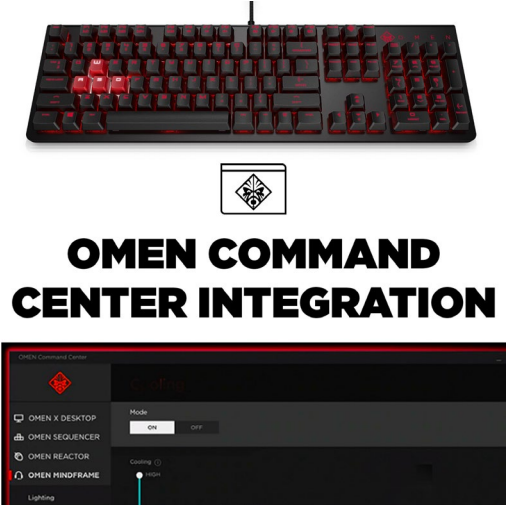 OMEN COMMAND
CENTER INTEGRATION
OMEN Command Center
Cooling
OMEN X DESKTOP
OMEN SEQUENCER
OMEN REACTOR
OMEN MINDFRAME
Lighting
Mode
ON OFF
Cooling
HIGH